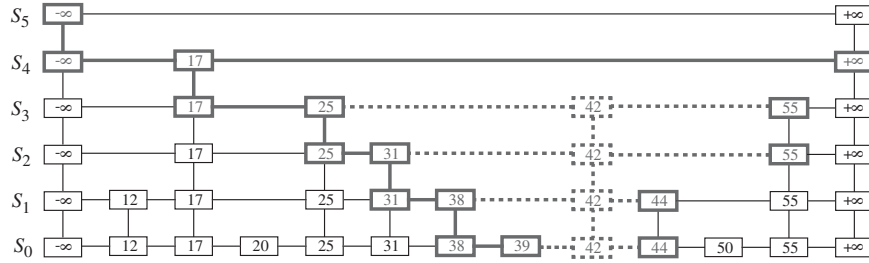 S5 -∞ +∞
S4 -∞ 17 +∞
S3 -∞ 17 25 42 55 +∞
S2 -∞ 17 25 31 42 55 +∞
S1 -∞ 12 17 25 31 38 42 44 55 +∞
S0 -∞ 12 17 20 25 31 38 39 42 44 50 55 +∞